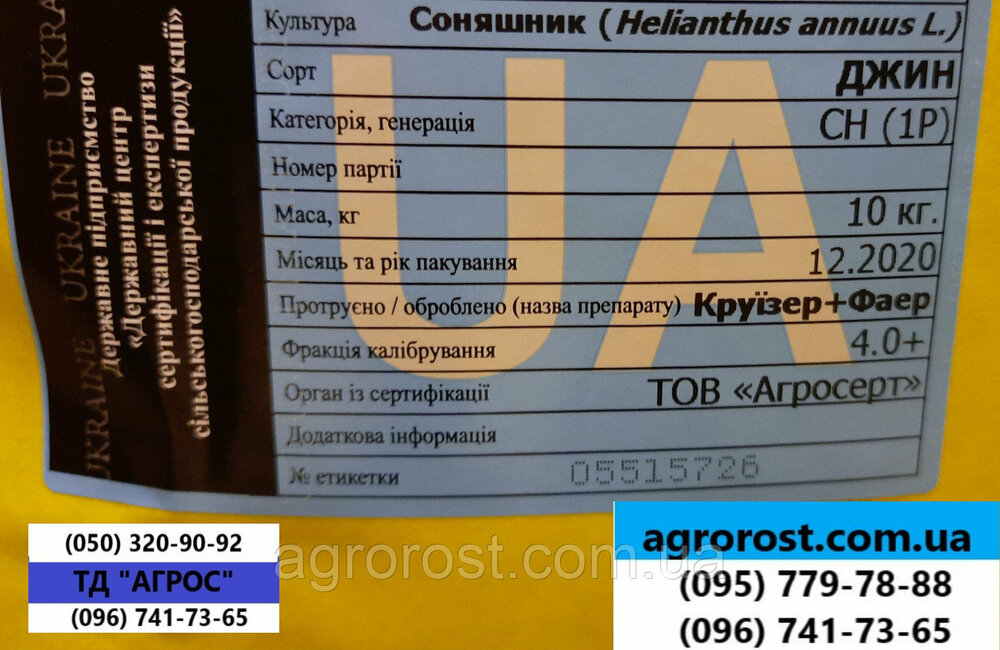 UKRAINE UKRAINE UKRA
Державне підприємство
«Державний центр
сертифікації і експертизи
сільськогосподарської продукції»
Культура Соняшник (Helianthus annuus L.)
Сорт ДЖИН
Категорія, генерація СН (1Р)
Номер партії
Маса, кг 10 кг.
Місяць та рік пакування 12.2020
Протруєно / оброблено (назва препарату) Круїзер+Фаер
Фракція калібрування 4.0+
Орган із сертифікації ТОВ «Агросерт»
Додаткова інформація
№ етикетки 05515726
UA
agrorost.com.ua
(050) 320-90-92
ТД "АГРОС"
(096) 741-73-65
agrorost.com.ua
(095) 779-78-88
(096) 741-73-65